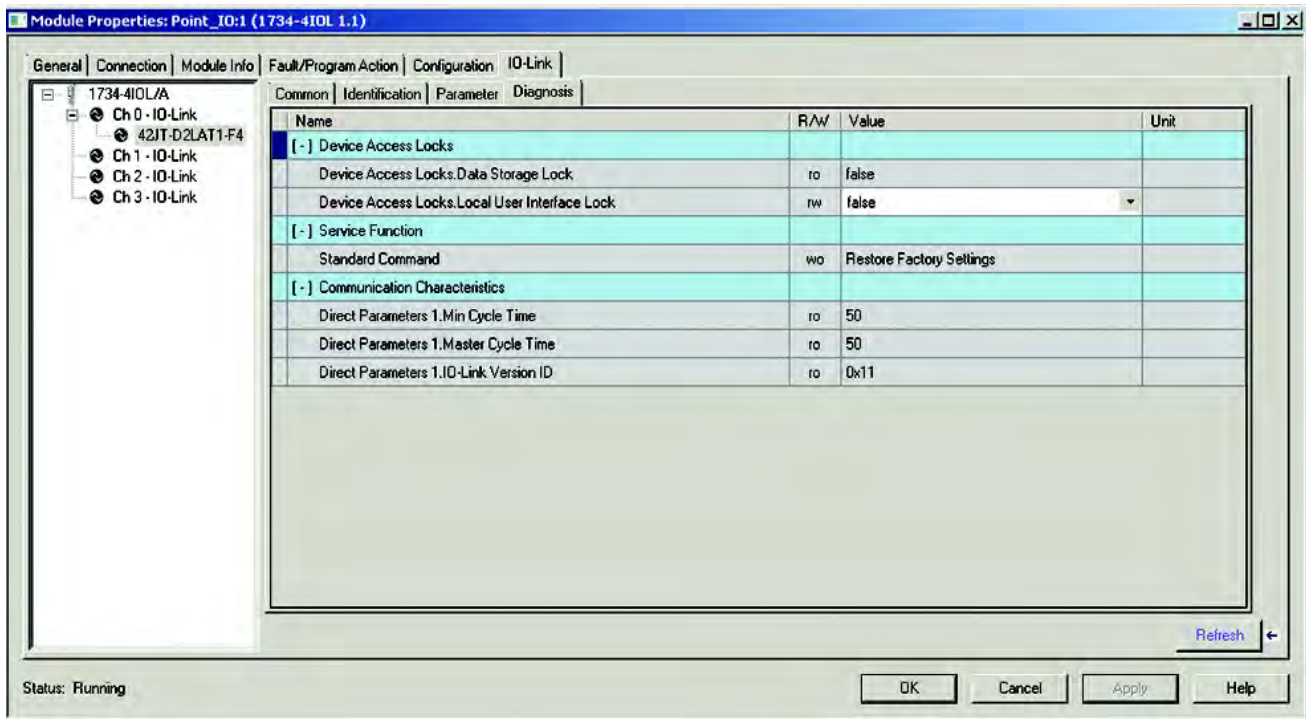 Module Properties: Point_IO:1 (1734-4IOL 1.1)
General Connection Module Info Fault/Program Action Configuration IO-Link
1734-4IOL/A
Ch 0 - IO-Link
42JT-D2LAT1-F4
Ch 1 - IO-Link
Ch 2 - IO-Link
Ch 3 - IO-Link
Common Identification Parameter Diagnosis
Name R/W Value Unit
[-] Device Access Locks
Device Access Locks.Data Storage Lock ro false
Device Access Locks.Local User Interface Lock rw false
[-] Service Function
Standard Command wo Restore Factory Settings
[-] Communication Characteristics
Direct Parameters 1.Min Cycle Time ro 50
Direct Parameters 1.Master Cycle Time ro 50
Direct Parameters 1.IO-Link Version ID ro 0x11
Refresh
Status: Running
OK Cancel Apply Help